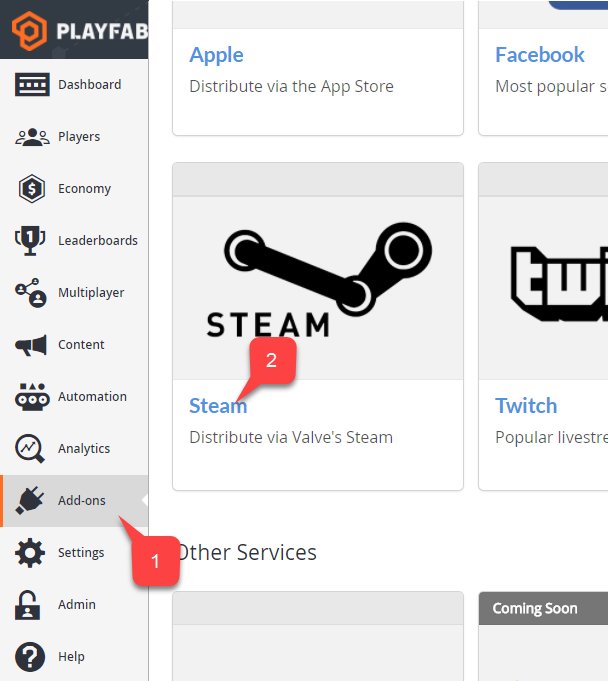 PLAYFAB
Dashboard
Players
Economy
Leaderboards
Multiplayer
Content
Automation
Analytics
Add-ons
Settings
Admin
Help
Apple
Distribute via the App Store
Facebook
Most popular s
STEAM
2
Steam
Distribute via Valve's Steam
twi
Twitch
Popular livestre
1
Other Services
Coming Soon